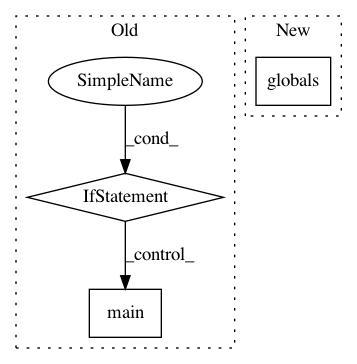 Old
New
SimpleName
globals
_cond_
IfStatement
_control_
main